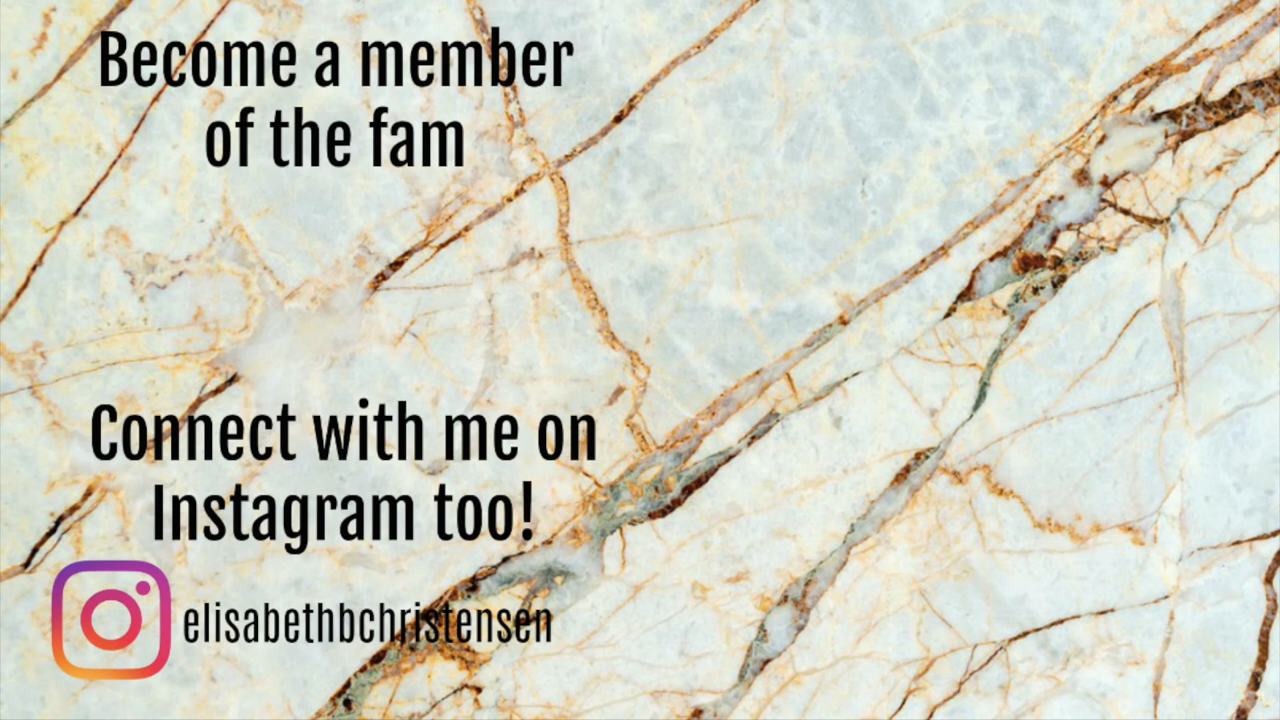 Become a member
of the fam
Connect with me on
Instagram too!
elisabethbchristensen